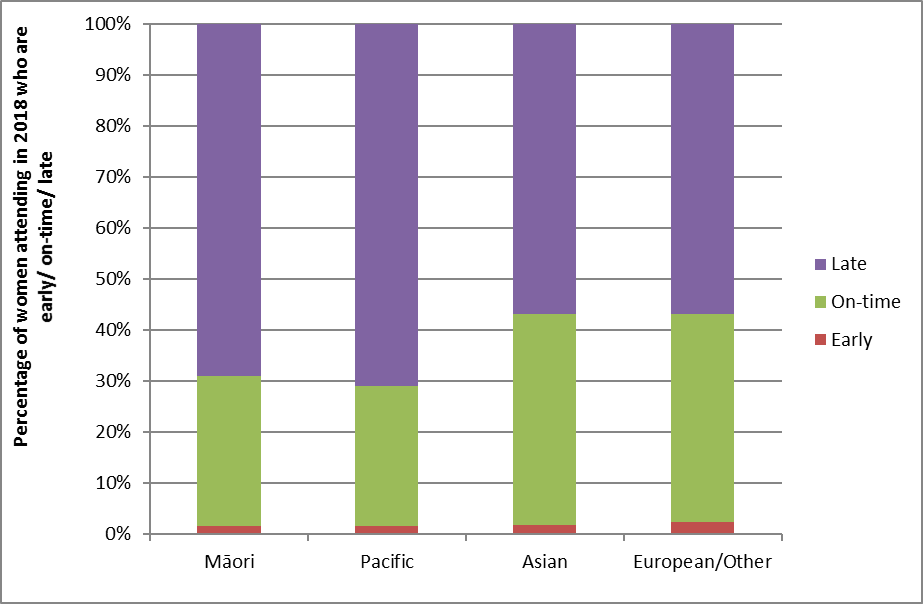 Percentage of women attending in 2018 who are
early/ on-time/ late
100%
90%
80%
70%
60%
50%
40%
30%
20%
10%
0%
Māori
Pacific
Asian
European/Other
Late
On-time
Early